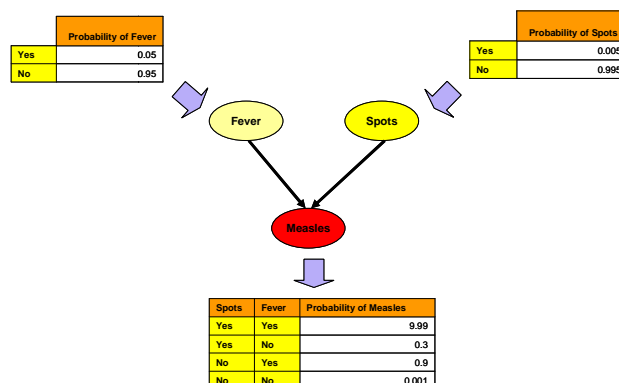 Probability of Fever
Yes 0.05
No 0.95
Probability of Spots
Yes 0.005
No 0.995
Fever
Spots
Measles
Spots Fever Probability of Measles
Yes Yes 9.99
Yes No 0.3
No Yes 0.9
No No 0.001